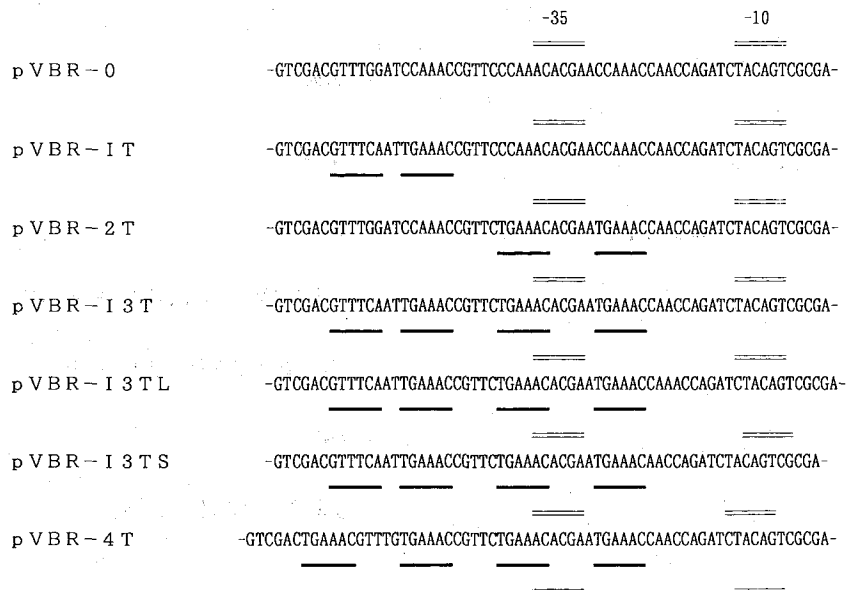 -35 -10
pVBR-0 -GTCGACGTTTGGATCCAAACCGTTCCCAAACACGAACCAAACCAACCAGATCTACAGTCGCGA-
pVBR-IT -GTCGACGTTTCAATTGAAACCGTTCCCAAACACGAACCAAACCAACCAGATCTACAGTCGCGA-
pVBR-2T -GTCGACGTTTGGATCCAAACCGTTCTGAAACACGAATGAAACCAACCAGATCTACAGTCGCGA-
pVBR-I3T -GTCGACGTTTCAATTGAAACCGTTCTGAAACACGAATGAAACCAACCAGATCTACAGTCGCGA-
pVBR-I3TL -GTCGACGTTTCAATTGAAACCGTTCTGAAACACGAATGAAACCAAACCAGATCTACAGTCGCGA-
pVBR-I3TS -GTCGACGTTTCAATTGAAACCGTTCTGAAACACGAATGAAACAACCAGATCTACAGTCGCGA-
pVBR-4T -GTCGACTGAAACGTTTGTGAAACCGTTCTGAAACACGAATGAAACCAACCAGATCTACAGTCGCGA-